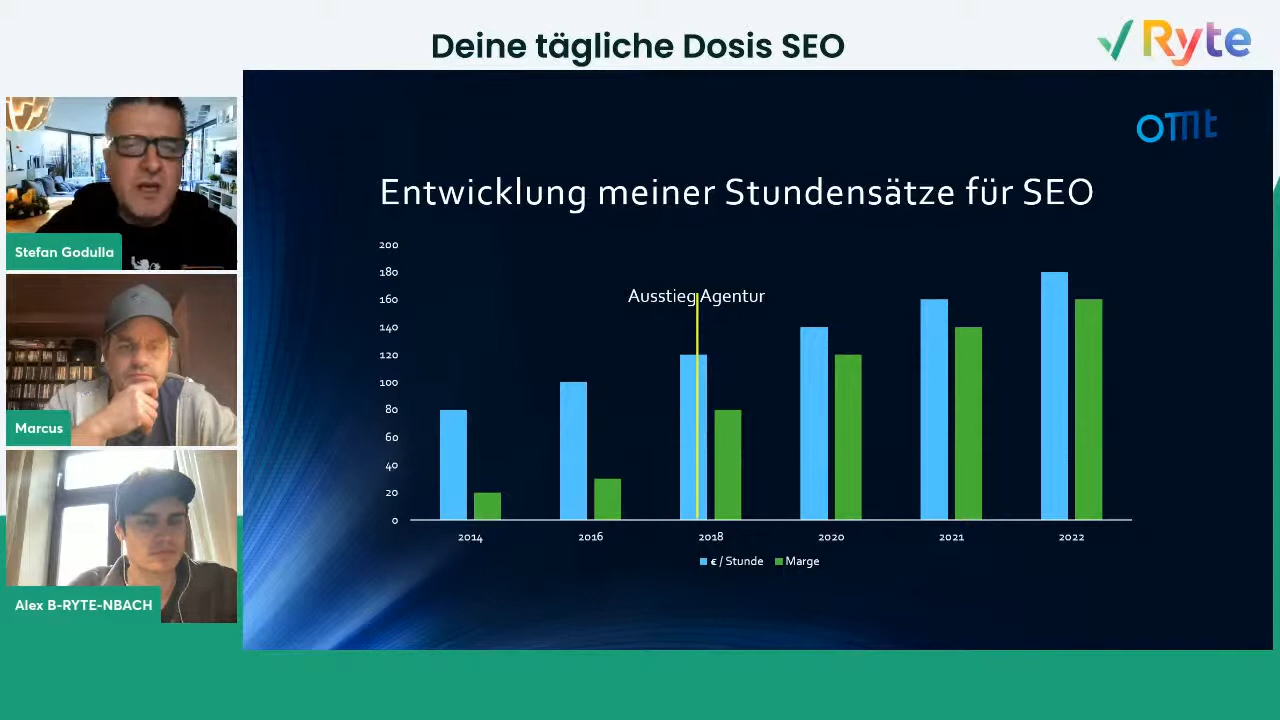 Deine tägliche Dosis SEO
Ryte
OMT
Entwicklung meiner Stundensätze für SEO
Stefan Godulla
Marcus
Alex B-RYTE-NBACH
200
180
160
140
120
100
80
60
40
20
0
Ausstieg Agentur
2014 2016 2018 2020 2021 2022
€ / Stunde Marge